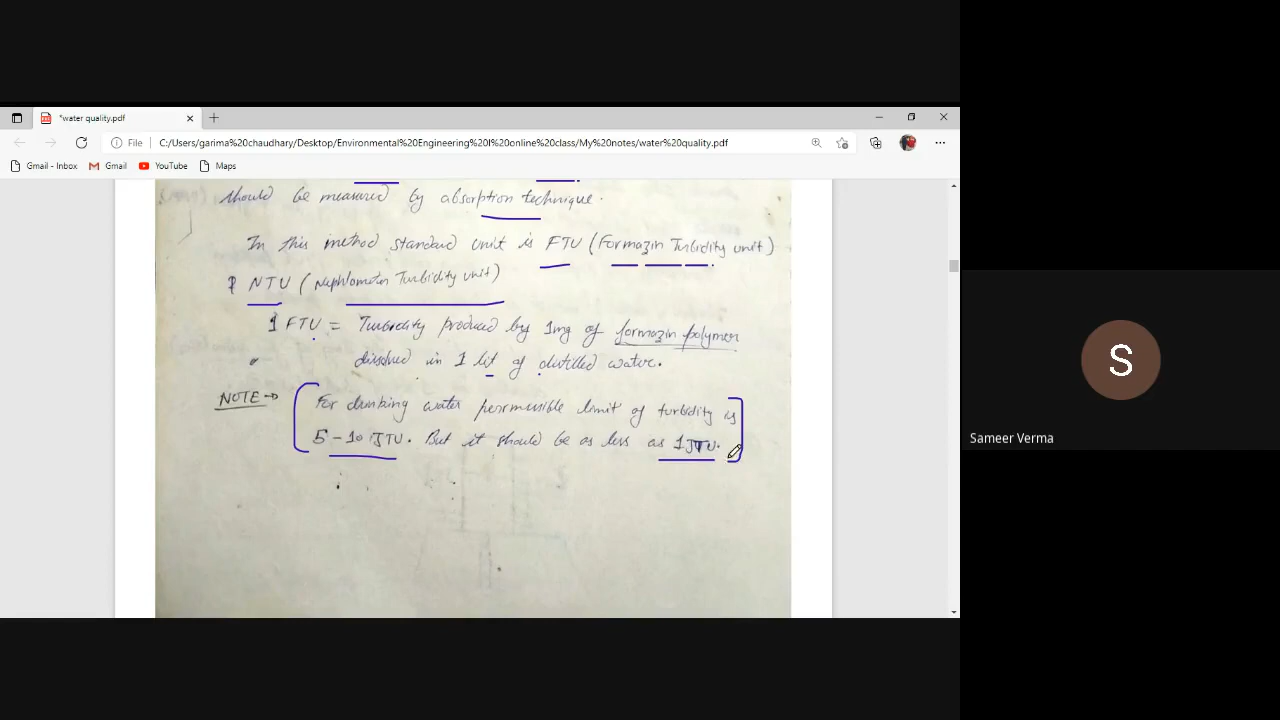 *water quality.pdf
File C:/Users/garima%20chaudhary/Desktop/Environmental%20Engineering%20I%20online%20class/My%20notes/water%20quality.pdf
Gmail - Inbox Gmail YouTube Maps
should be measured by absorption technique.
In this method standard unit is FTU (Formazin Turbidity unit)
& NTU (Nephlometer Turbidity unit)
1 FTU = Turbidity produced by 1mg of formazin polymer
dissolved in 1 lit of distilled water.
NOTE → For drinking water permissible limit of turbidity is
5-10 JTU. But it should be as less as 1 JTU.
S
Sameer Verma